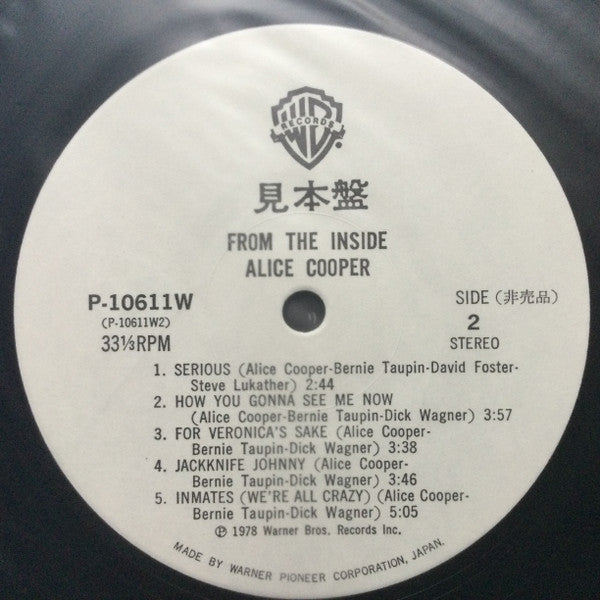 WB
RECORDS
見本盤
FROM THE INSIDE
ALICE COOPER
P-10611W
(P-10611W2)
33⅓RPM
SIDE (非売品)
2
STEREO
1. SERIOUS (Alice Cooper-Bernie Taupin-David Foster-
Steve Lukather) 2:44
2. HOW YOU GONNA SEE ME NOW
(Alice Cooper-Bernie Taupin-Dick Wagner) 3:57
3. FOR VERONICA'S SAKE (Alice Cooper-
Bernie Taupin-Dick Wagner) 3:38
4. JACKKNIFE JOHNNY (Alice Cooper-
Bernie Taupin-Dick Wagner) 3:46
5. INMATES (WE'RE ALL CRAZY) (Alice Cooper-
Bernie Taupin-Dick Wagner) 5:05
Ⓟ 1978 Warner Bros. Records Inc.
MADE BY WARNER PIONEER CORPORATION, JAPAN.